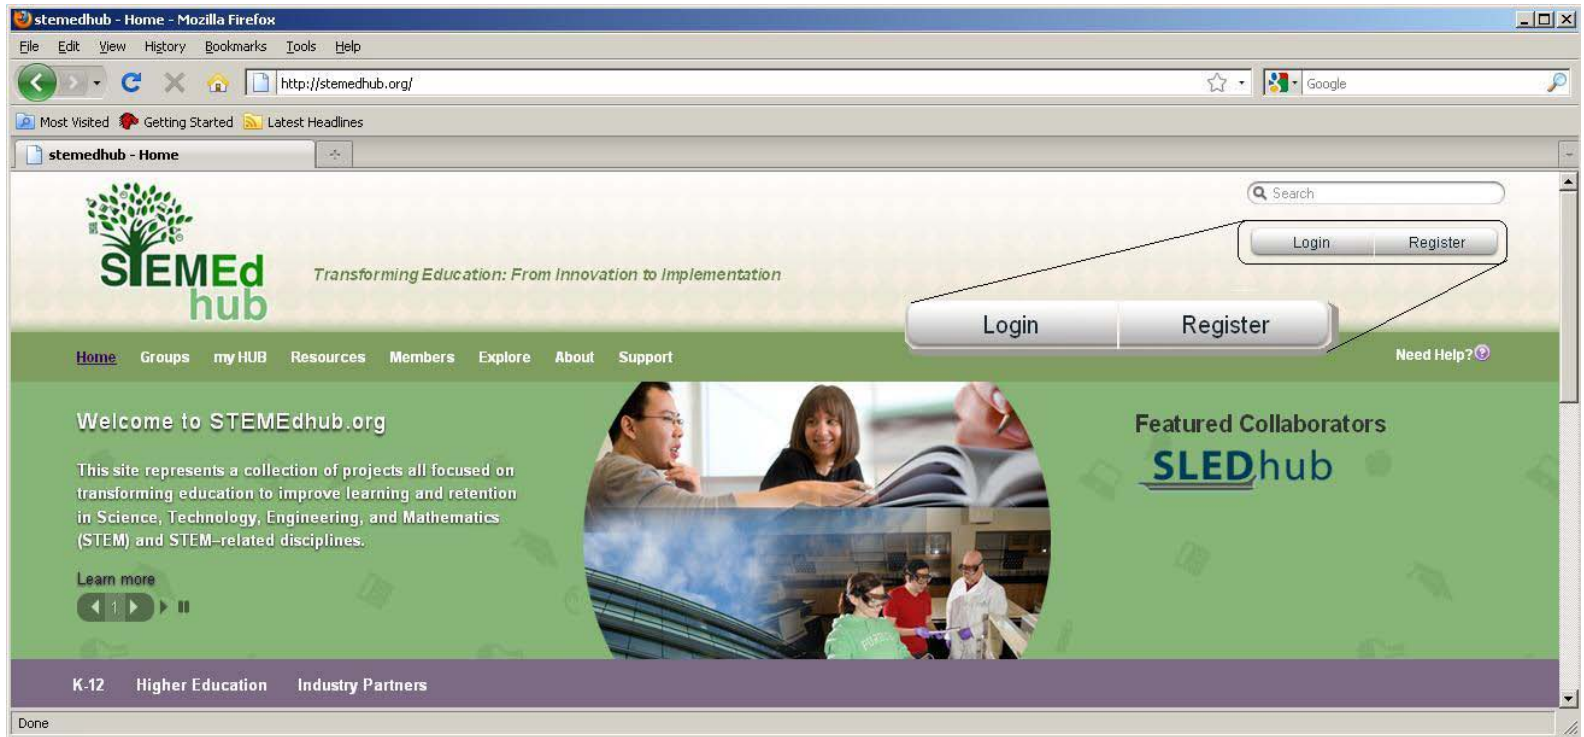 stemedhub - Home - Mozilla Firefox
File Edit View History Bookmarks Tools Help
http://stemedhub.org/
Google
Most Visited Getting Started Latest Headlines
stemedhub - Home
Search
Login Register
STEMEd
hub
Transforming Education: From Innovation to Implementation
Login Register
Home Groups my HUB Resources Members Explore About Support
Need Help?
Welcome to STEMEdhub.org
This site represents a collection of projects all focused on
transforming education to improve learning and retention
in Science, Technology, Engineering, and Mathematics
(STEM) and STEM–related disciplines.
Learn more
1
Featured Collaborators
SLEDhub
PURDUE
K-12 Higher Education Industry Partners
Done